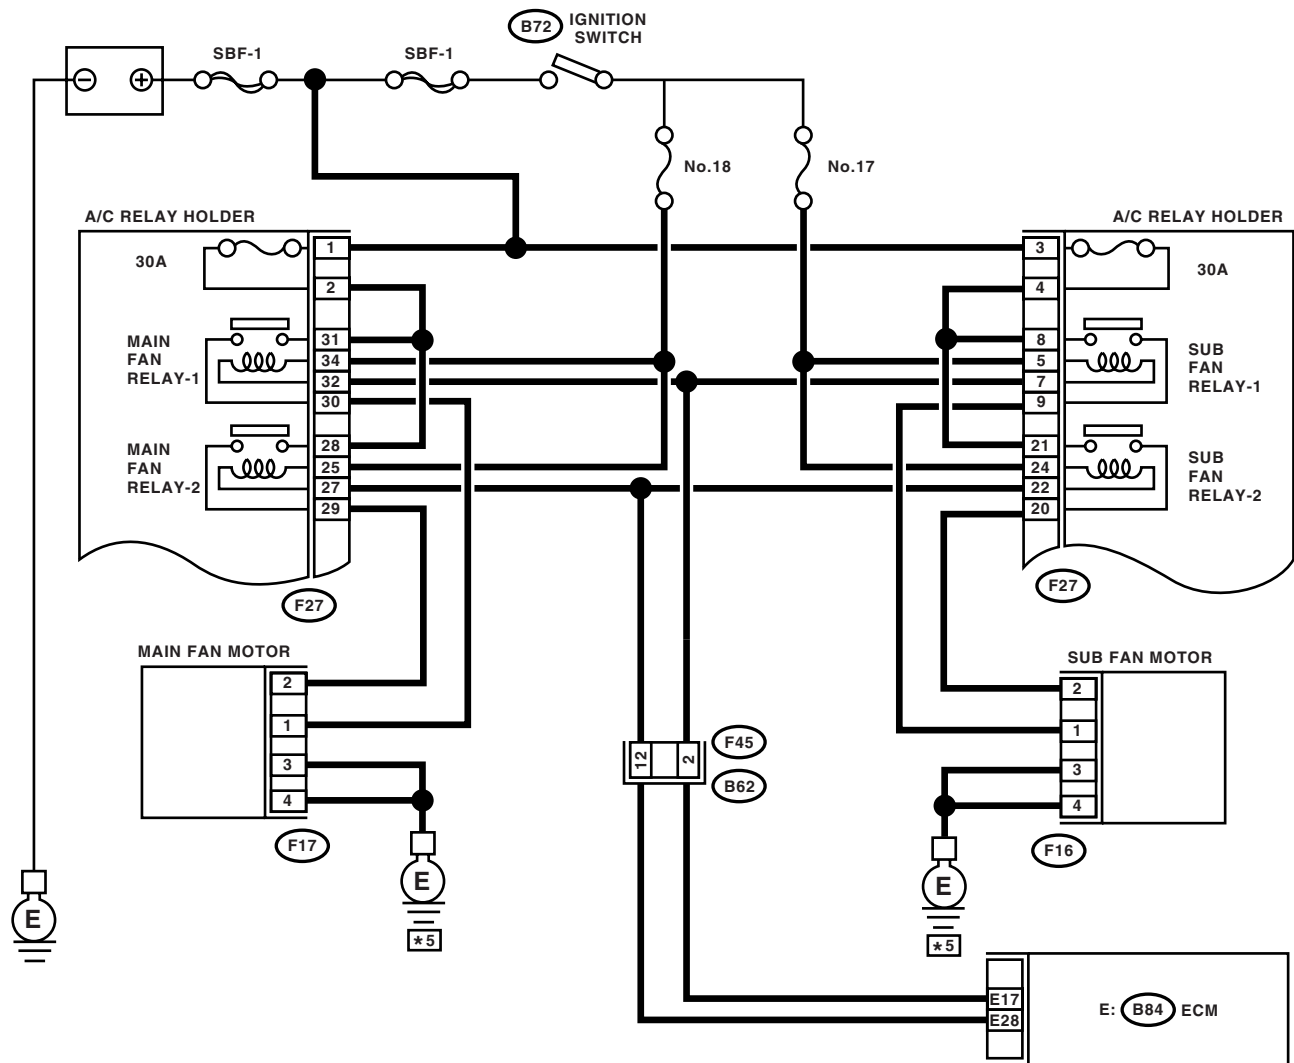 B72
IGNITION
SWITCH
SBF-1
SBF-1
− +
No.18
No.17
A/C RELAY HOLDER
30A
MAIN
FAN
RELAY-1
MAIN
FAN
RELAY-2
1
2
31
34
32
30
28
25
27
29
F27
A/C RELAY HOLDER
3
4
8
5
7
9
21
24
22
20
30A
SUB
FAN
RELAY-1
SUB
FAN
RELAY-2
F27
MAIN FAN MOTOR
2
1
3
4
F17
E
*5
E
12
2
F45
B62
SUB FAN MOTOR
2
1
3
4
F16
E
*5
E17
E28
E: B84 ECM